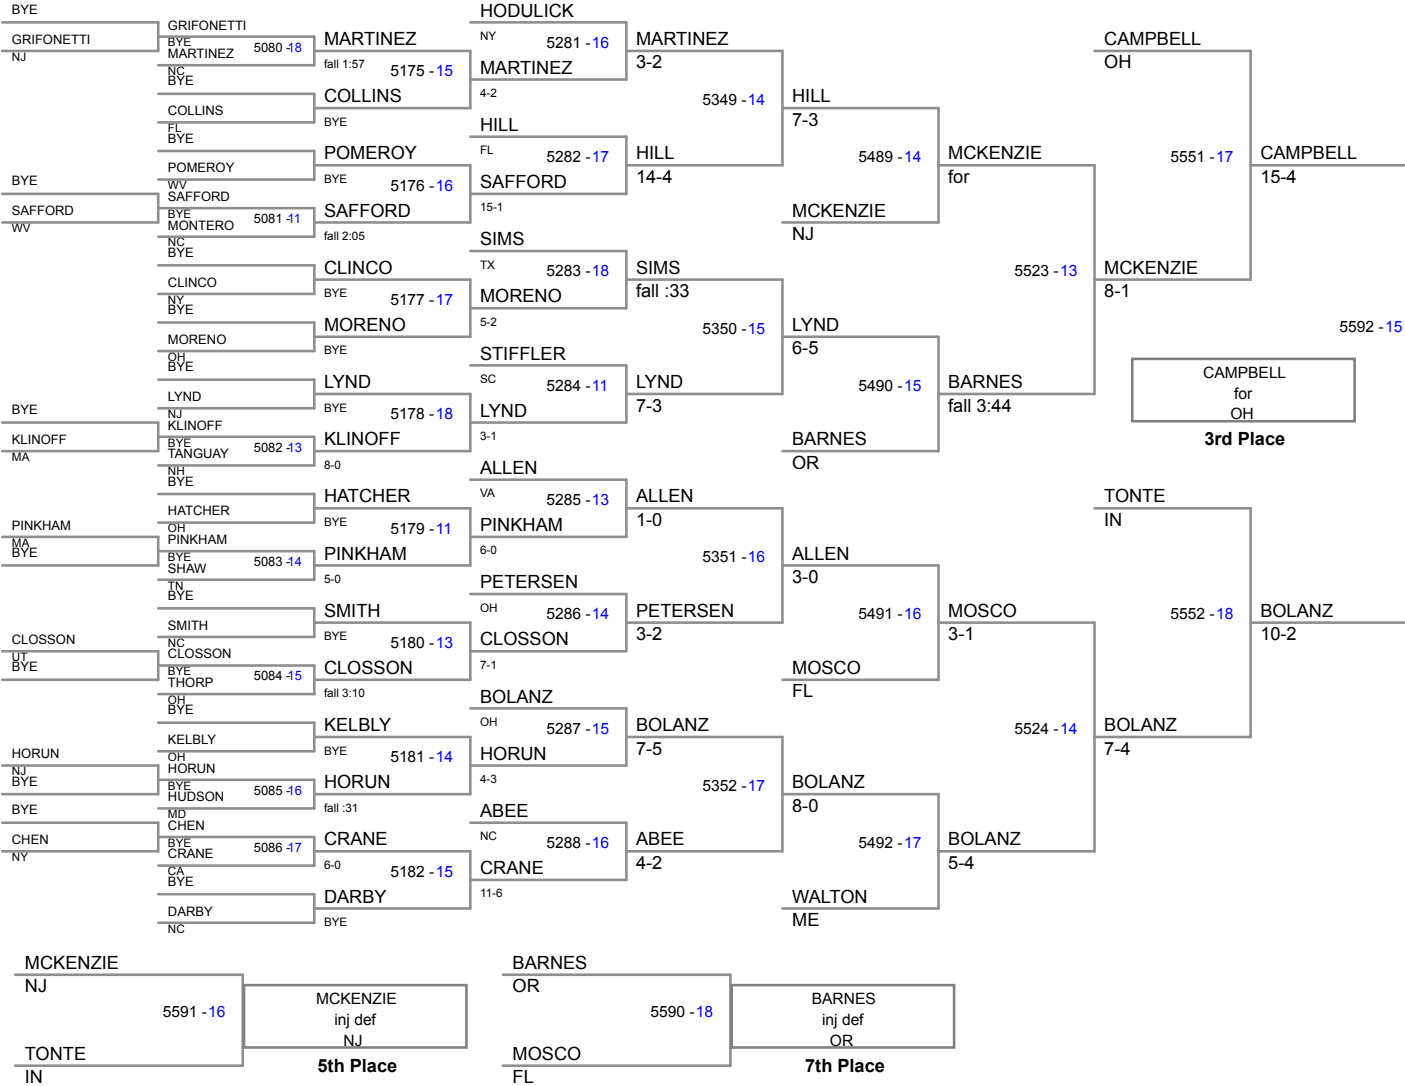 BYE
GRIFONETTI
NJ
BYE
SAFFORD
WV
BYE
KLINOFF
MA
PINKHAM
MA
BYE
CLOSSON
UT
BYE
HORUN
NJ
BYE
BYE
CHEN
NY
GRIFONETTI
BYE
5080 -18
MARTINEZ
NC
BYE
COLLINS
FL
BYE
POMEROY
WV
SAFFORD
BYE
5081 -11
MONTERO
NC
BYE
CLINCO
NY
BYE
MORENO
OH
BYE
LYND
NJ
KLINOFF
BYE
5082 -13
TANGUAY
NH
BYE
HATCHER
OH
PINKHAM
BYE
5083 -14
SHAW
TN
BYE
SMITH
NC
CLOSSON
BYE
5084 -15
THORP
OH
BYE
KELBLY
OH
HORUN
BYE
5085 -16
HUDSON
MD
CHEN
BYE
5086 -17
CRANE
CA
BYE
DARBY
NC
MARTINEZ
fall 1:57
5175 - 15
COLLINS
BYE
POMEROY
BYE
5176 - 16
SAFFORD
fall 2:05
CLINCO
BYE
5177 - 17
MORENO
BYE
LYND
BYE
5178 - 18
KLINOFF
8-0
HATCHER
BYE
5179 - 11
PINKHAM
5-0
SMITH
BYE
5180 - 13
CLOSSON
fall 3:10
KELBLY
BYE
5181 - 14
HORUN
fall :31
CRANE
6-0
5182 - 15
DARBY
BYE
HODULICK
NY
5281 - 16
MARTINEZ
4-2
HILL
FL
5282 - 17
SAFFORD
15-1
SIMS
TX
5283 - 18
MORENO
5-2
STIFFLER
SC
5284 - 11
LYND
3-1
ALLEN
VA
5285 - 13
PINKHAM
6-0
PETERSEN
OH
5286 - 14
CLOSSON
7-1
BOLANZ
OH
5287 - 15
HORUN
4-3
ABEE
NC
5288 - 16
CRANE
11-6
MARTINEZ
3-2
5349 - 14
HILL
14-4
SIMS
fall :33
5350 - 15
LYND
7-3
ALLEN
1-0
5351 - 16
PETERSEN
3-2
BOLANZ
7-5
5352 - 17
ABEE
4-2
HILL
7-3
5489 - 14
MCKENZIE
NJ
LYND
6-5
5490 - 15
BARNES
OR
ALLEN
3-0
5491 - 16
MOSCO
FL
BOLANZ
8-0
5492 - 17
WALTON
ME
MCKENZIE
for
5523 - 13
BARNES
fall 3:44
MOSCO
3-1
5524 - 14
BOLANZ
5-4
CAMPBELL
OH
5551 - 17
MCKENZIE
8-1
TONTE
IN
5552 - 18
BOLANZ
7-4
CAMPBELL
15-4
5592 - 15
BOLANZ
10-2
CAMPBELL
for
OH
3rd Place
MCKENZIE
NJ
5591 - 16
TONTE
IN
MCKENZIE
inj def
NJ
5th Place
BARNES
OR
5590 - 18
MOSCO
FL
BARNES
inj def
OR
7th Place